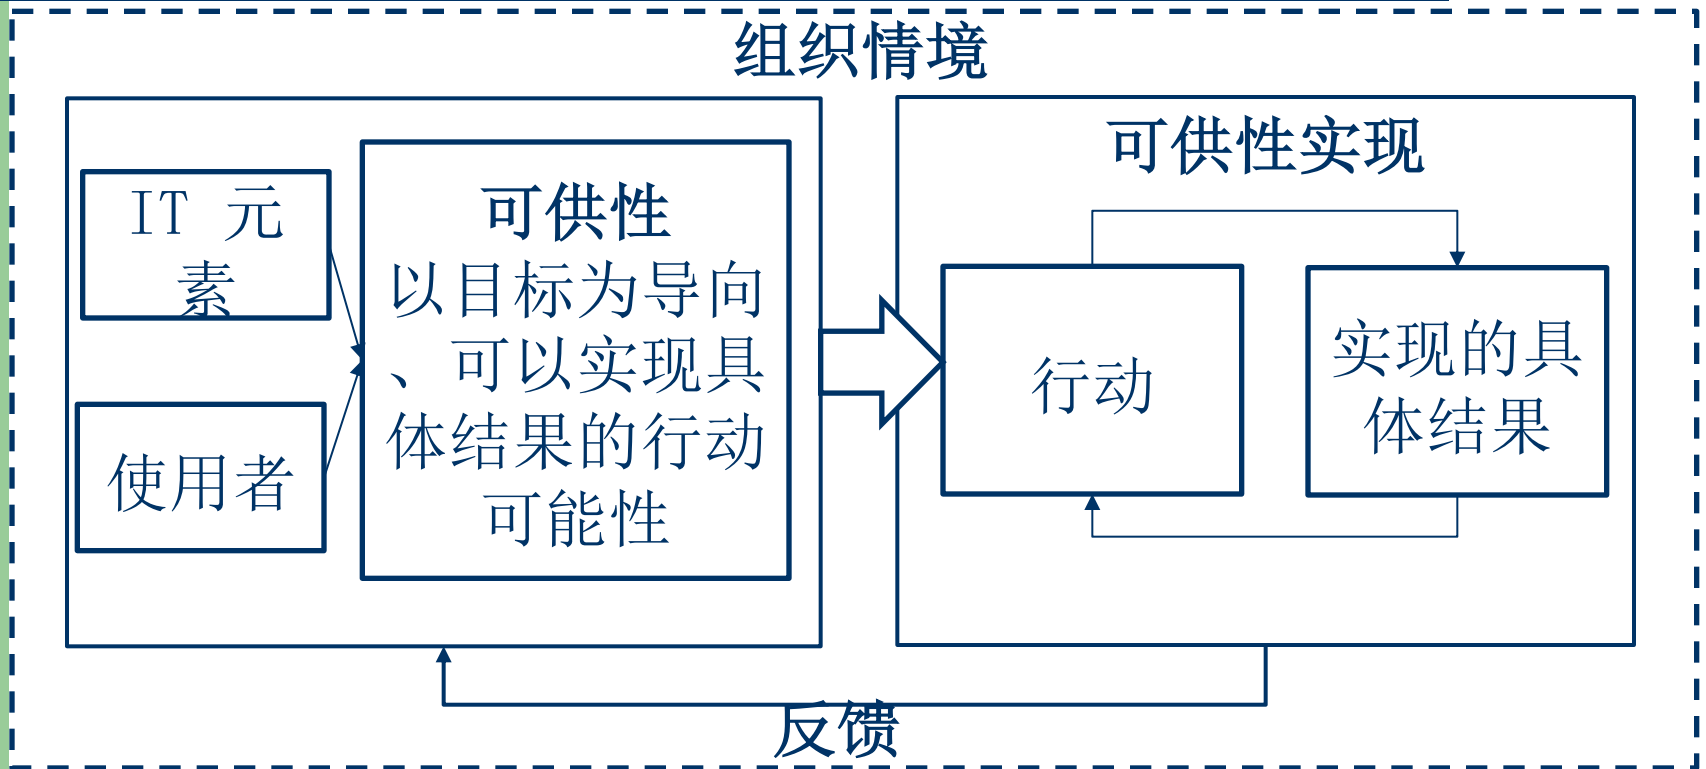 组织情境
IT 元
素
使用者
可供性
以目标为导向
、可以实现具
体结果的行动
可能性
可供性实现
行动
实现的具
体结果
反馈